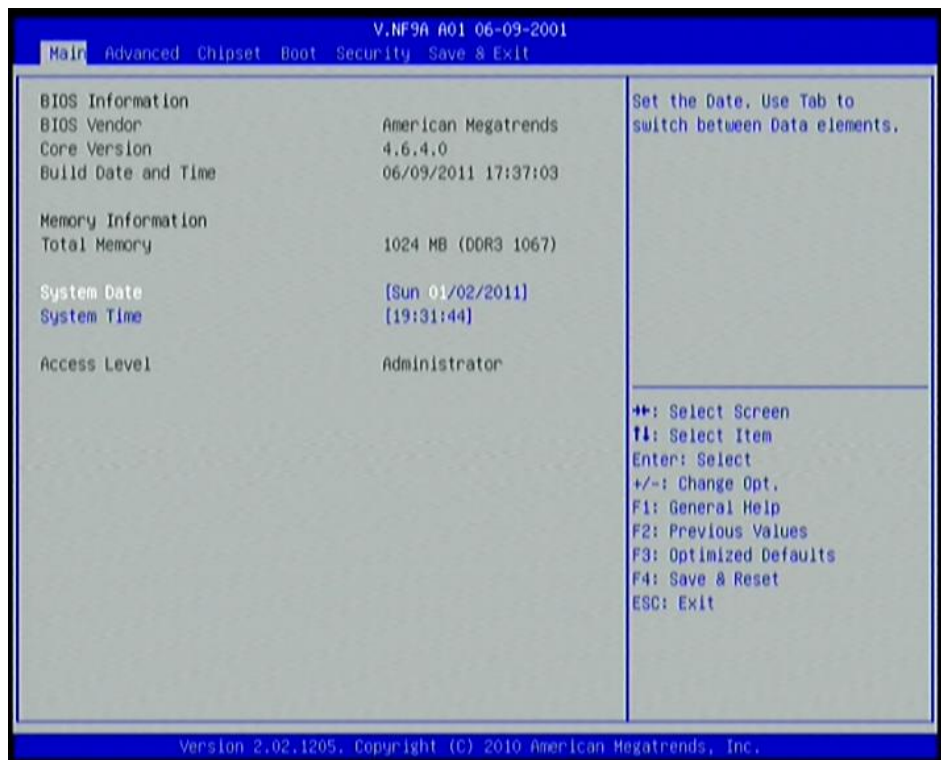 V.NF9A A01 06-09-2001
Main Advanced Chipset Boot Security Save & Exit
BIOS Information
BIOS Vendor American Megatrends
Core Version 4.6.4.0
Build Date and Time 06/09/2011 17:37:03
Memory Information
Total Memory 1024 MB (DDR3 1067)
System Date [Sun 01/02/2011]
System Time [19:31:44]
Access Level Administrator
Set the Date. Use Tab to
switch between Data elements.
→←: Select Screen
↑↓: Select Item
Enter: Select
+/-: Change Opt.
F1: General Help
F2: Previous Values
F3: Optimized Defaults
F4: Save & Reset
ESC: Exit
Version 2.02.1205. Copyright (C) 2010 American Megatrends, Inc.